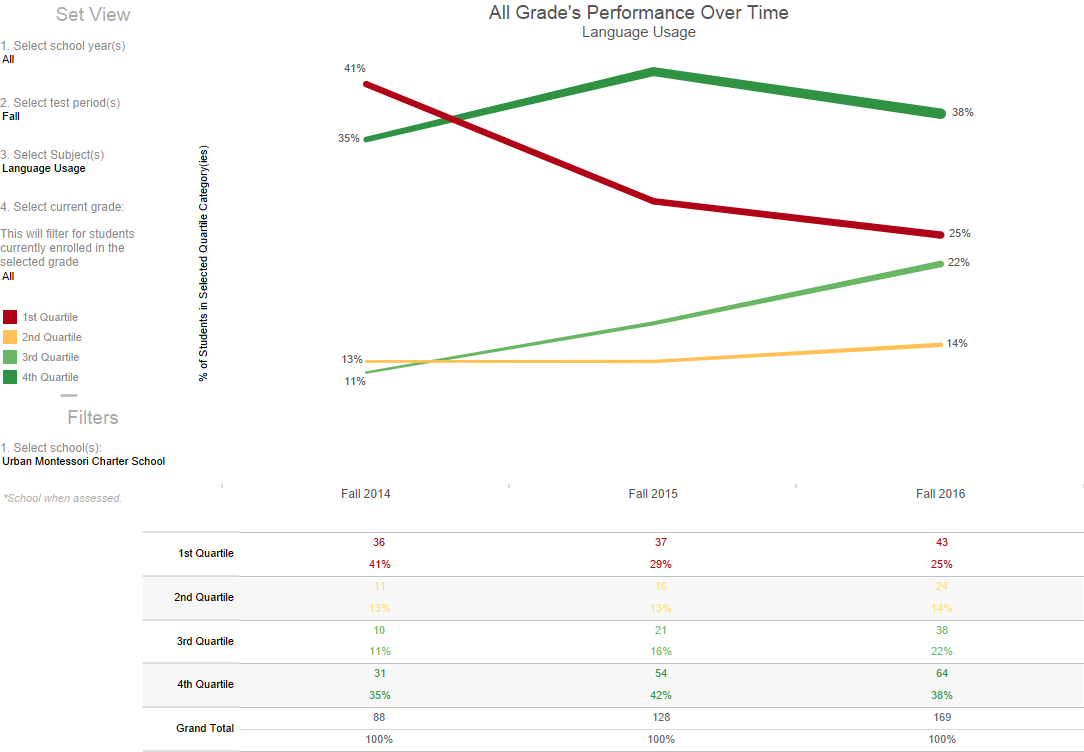 Set View
1. Select school year(s)
All
2. Select test period(s)
Fall
3. Select Subject(s)
Language Usage
4. Select current grade:
This will filter for students
currently enrolled in the
selected grade
All
1st Quartile
2nd Quartile
3rd Quartile
4th Quartile
Filters
1. Select school(s):
Urban Montessori Charter School
*School when assessed.
All Grade's Performance Over Time
Language Usage
% of Students in Selected Quartile Category(ies)
41%
35%
38%
25%
22%
13%
14%
11%
Fall 2014 Fall 2015 Fall 2016
1st Quartile
36 37 43
41% 29% 25%
2nd Quartile
11 16 24
13% 13% 14%
3rd Quartile
10 21 38
11% 16% 22%
4th Quartile
31 54 64
35% 42% 38%
Grand Total
88 128 169
100% 100% 100%